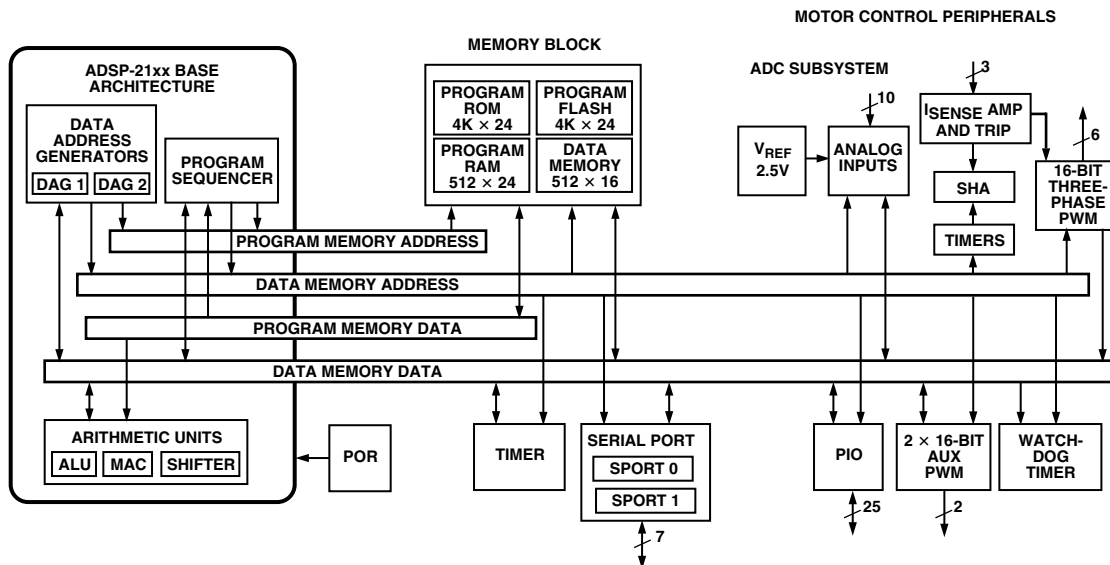 MOTOR CONTROL PERIPHERALS
MEMORY BLOCK
ADSP-21xx BASE
ARCHITECTURE
ADC SUBSYSTEM
3
10
6
DATA
ADDRESS
GENERATORS
DAG 1
DAG 2
PROGRAM
SEQUENCER
PROGRAM
ROM
4K × 24
PROGRAM
FLASH
4K × 24
PROGRAM
RAM
512 × 24
DATA
MEMORY
512 × 16
VREF
2.5V
ANALOG
INPUTS
ISENSE AMP
AND TRIP
SHA
TIMERS
16-BIT
THREE-
PHASE
PWM
PROGRAM MEMORY ADDRESS
DATA MEMORY ADDRESS
PROGRAM MEMORY DATA
DATA MEMORY DATA
ARITHMETIC UNITS
ALU
MAC
SHIFTER
POR
TIMER
SERIAL PORT
SPORT 0
SPORT 1
7
PIO
25
2 × 16-BIT
AUX
PWM
2
WATCH-
DOG
TIMER